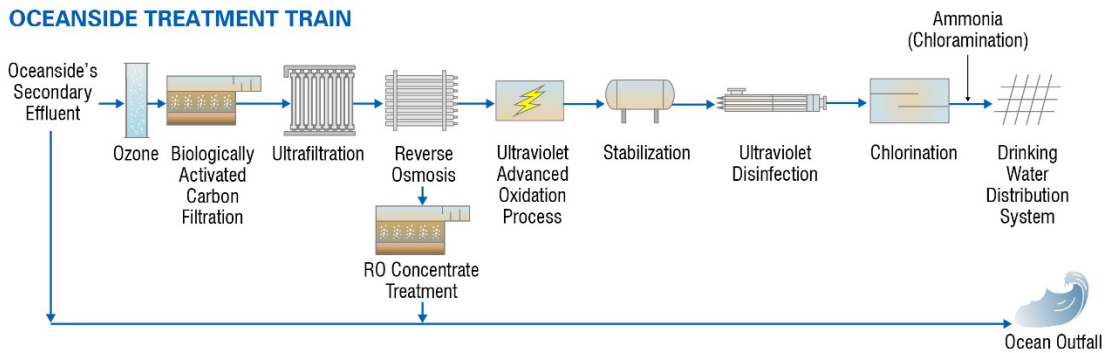 OCEANSIDE TREATMENT TRAIN
Ammonia
(Chloramination)
Oceanside's
Secondary
Effluent
Ozone
Biologically
Activated
Carbon
Filtration
Ultrafiltration
Reverse
Osmosis
Ultraviolet
Advanced
Oxidation
Process
Stabilization
Ultraviolet
Disinfection
Chlorination
Drinking
Water
Distribution
System
RO Concentrate
Treatment
Ocean Outfall